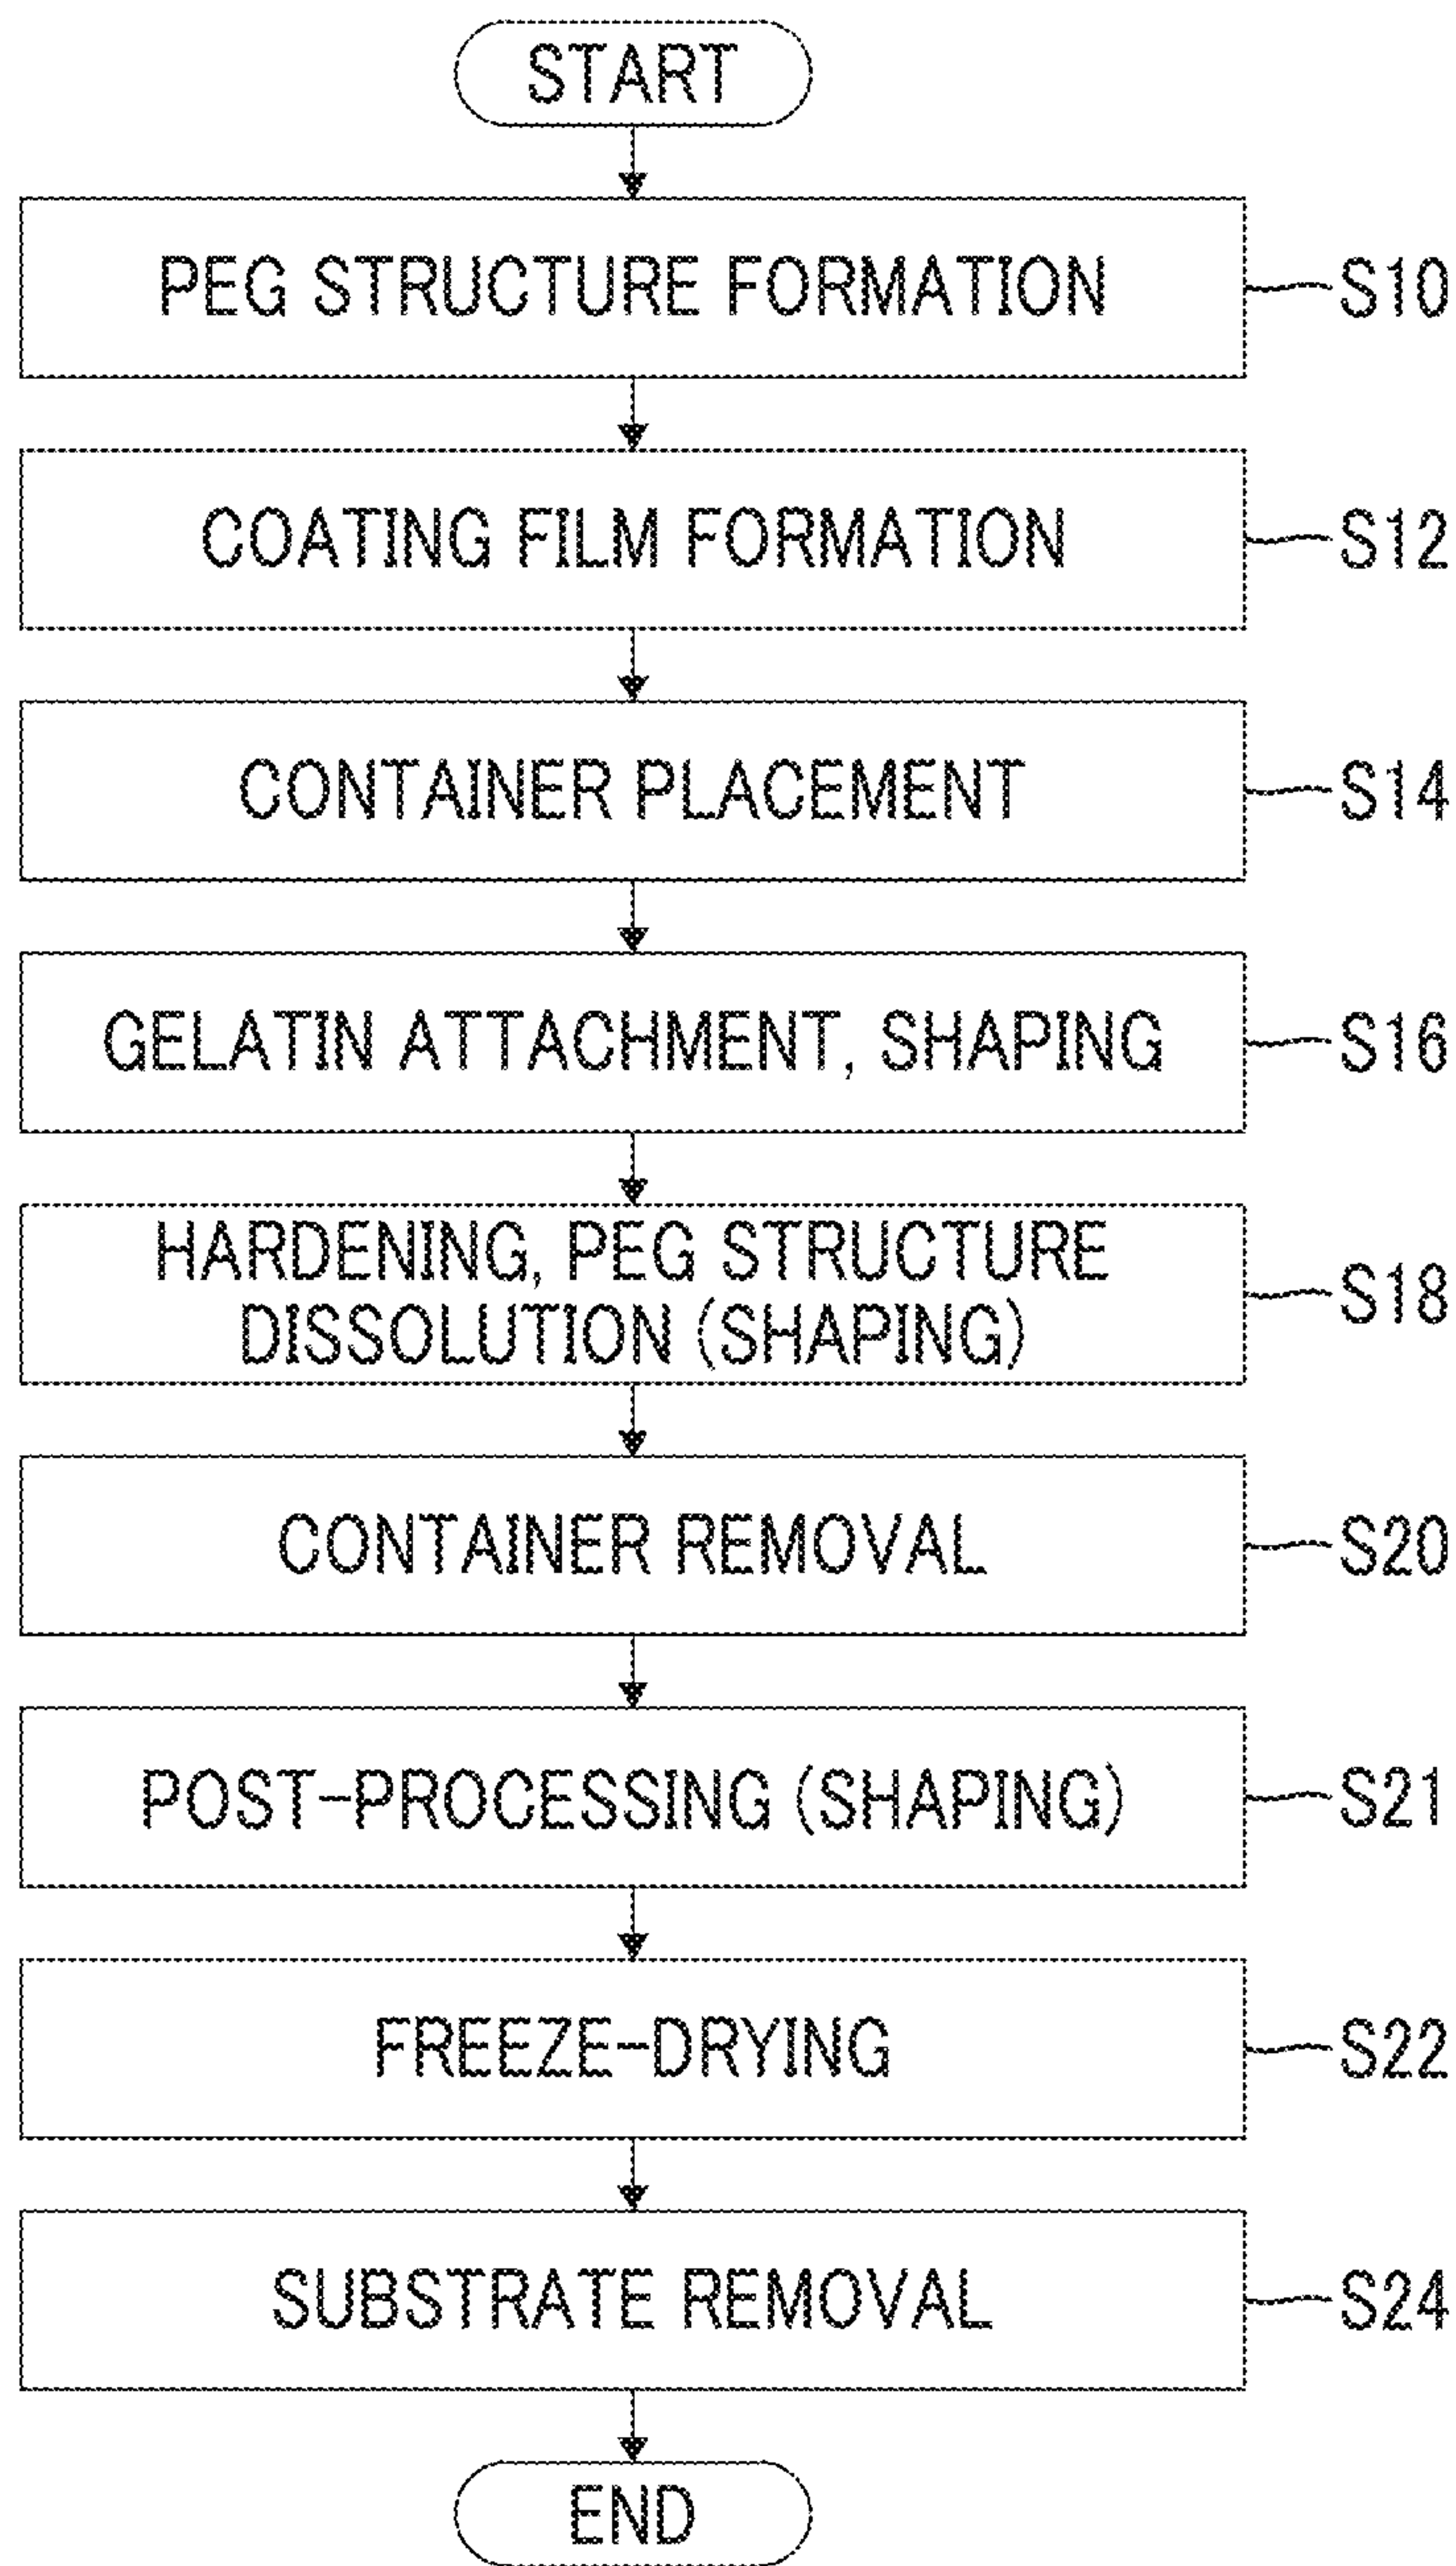 START
PEG STRUCTURE FORMATION
S10
COATING FILM FORMATION
S12
CONTAINER PLACEMENT
S14
GELATIN ATTACHMENT, SHAPING
S16
HARDENING, PEG STRUCTURE
DISSOLUTION (SHAPING)
S18
CONTAINER REMOVAL
S20
POST-PROCESSING (SHAPING)
S21
FREEZE-DRYING
S22
SUBSTRATE REMOVAL
S24
END